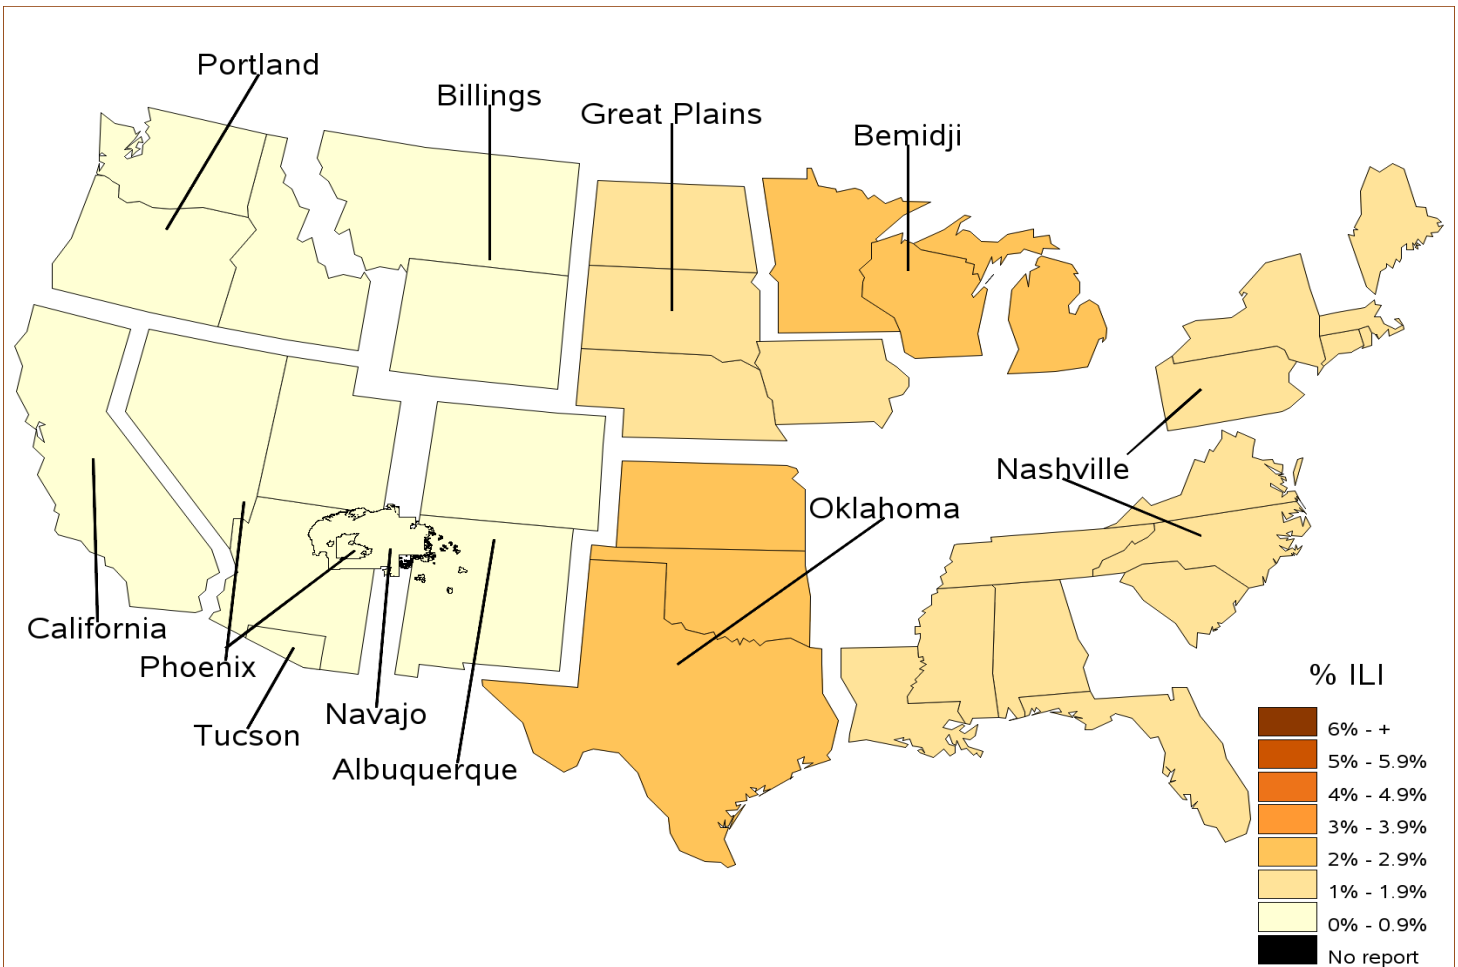 Portland
Billings
Great Plains
Bemidji
Nashville
Oklahoma
California
Phoenix
Tucson
Navajo
Albuquerque
% ILI
6% - +
5% - 5.9%
4% - 4.9%
3% - 3.9%
2% - 2.9%
1% - 1.9%
0% - 0.9%
No report